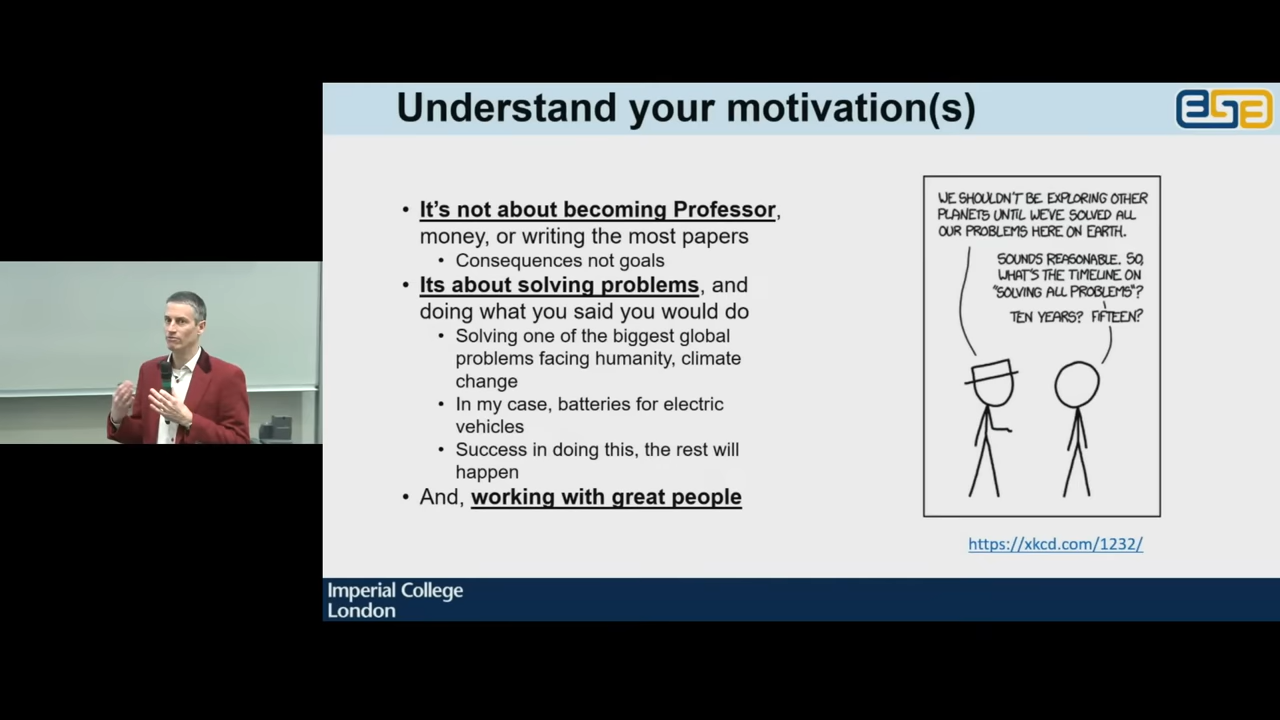 Understand your motivation(s)
ESE
• It's not about becoming Professor,
money, or writing the most papers
• Consequences not goals
• Its about solving problems, and
doing what you said you would do
• Solving one of the biggest global
problems facing humanity, climate
change
• In my case, batteries for electric
vehicles
• Success in doing this, the rest will
happen
• And, working with great people
WE SHOULDN'T BE EXPLORING OTHER
PLANETS UNTIL WE'VE SOLVED ALL
OUR PROBLEMS HERE ON EARTH.
SOUNDS REASONABLE. SO,
WHAT'S THE TIMELINE ON
"SOLVING ALL PROBLEMS"?
TEN YEARS? FIFTEEN?
https://xkcd.com/1232/
Imperial College
London